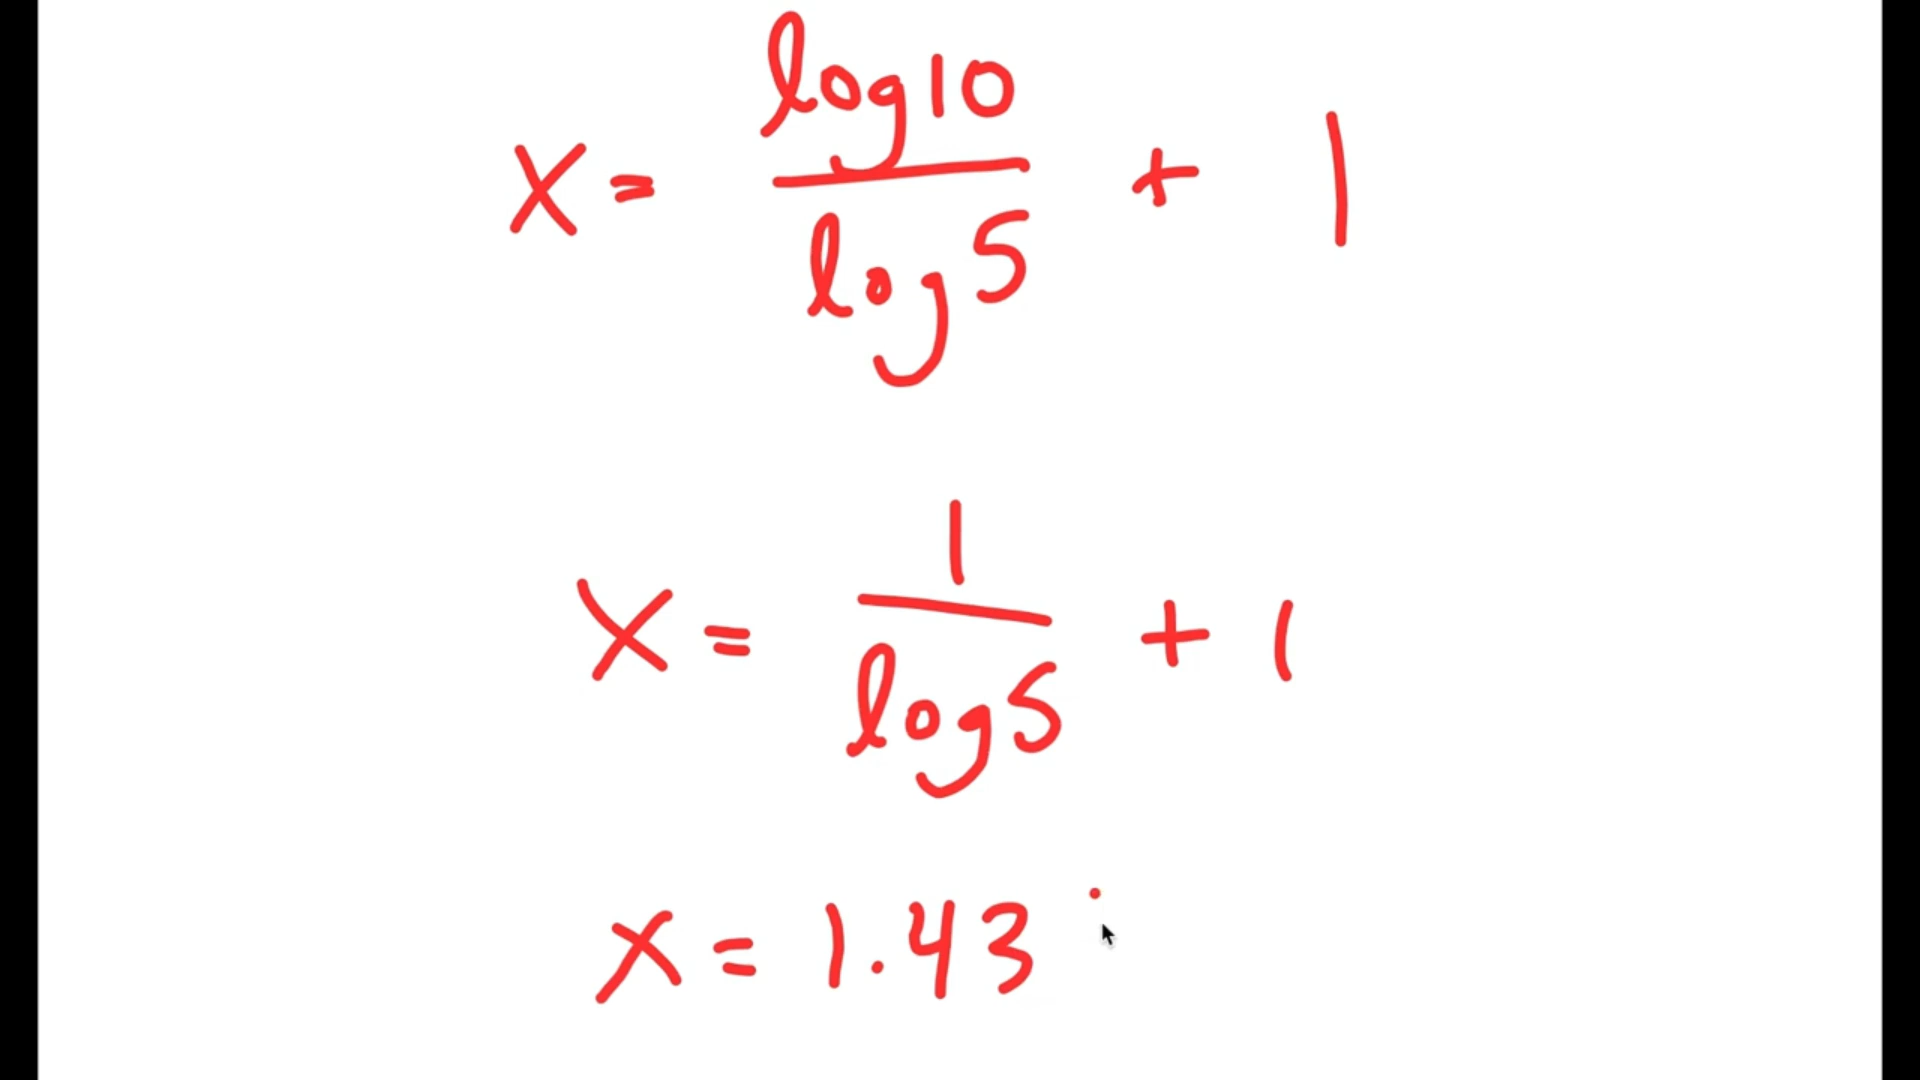 x = log10 / log5 + 1
x = 1 / log5 + 1
x = 1.43